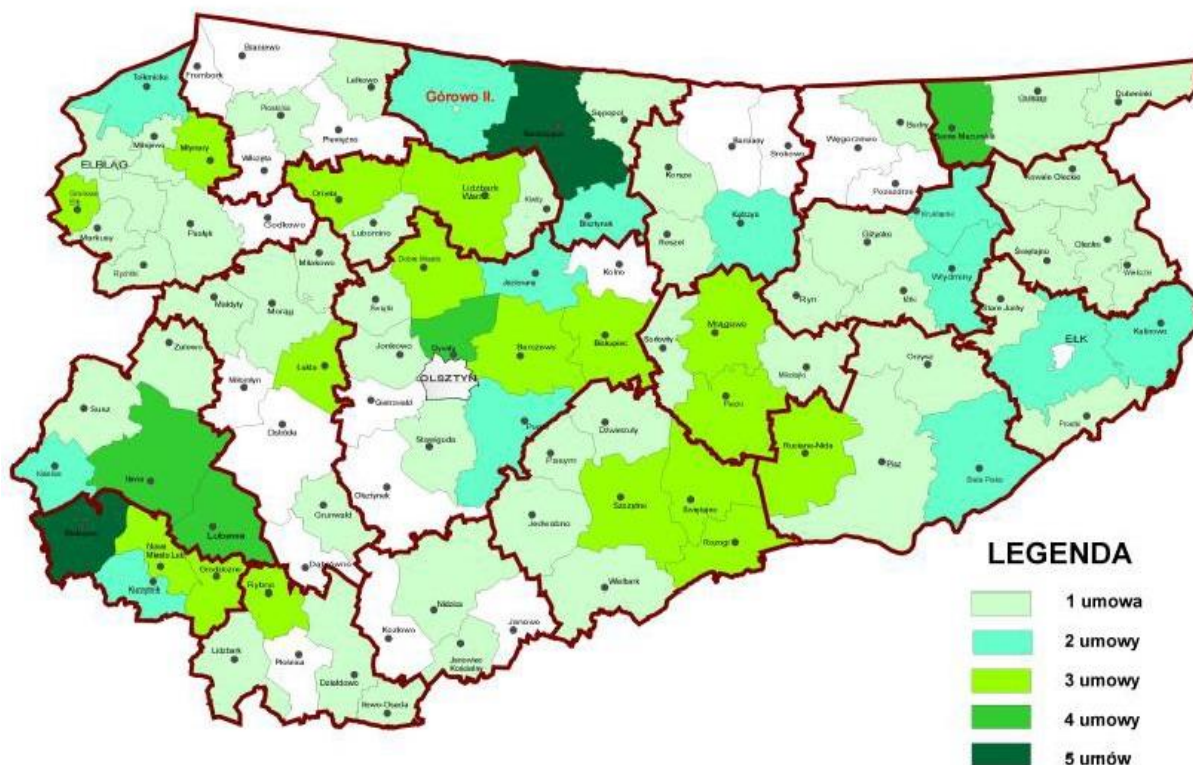 Braniewo
Frombork
Lelkowo
Tolkmicko
Górowo II.
Płoskinia
Sępopol
Pieniężno
Milejewo
Młynary
Wilczęta
ELBLĄG
Gronowo Elb.
Markusy
Pasłęk
Rychliki
Godkowo
Orneta
Lidzbark Warm.
Kiwity
Lubomino
Bisztynek
Korsze
Reszel
Barciany
Srokowo
Kętrzyn
Węgorzewo
Budry
Pozezdrze
Banie Mazurskie
Gołdap
Dubeninki
Kowale Oleckie
Kruklanki
Giżycko
Wydminy
Świętajno
Olecko
Wieliczki
Ryn
Miłki
Stare Juchy
EŁK
Kalinowo
Prostki
Miłakowo
Małdyty
Morąg
Dobre Miasto
Jeziorany
Kolno
Świątki
Zalewo
Łukta
Jonkowo
Dywity
Barczewo
Biskupiec
Sorkwity
Mrągowo
Mikołajki
Orzysz
OLSZTYN
Miłomłyn
Gietrzwałd
Susz
Ostróda
Stawiguda
Purda
Dźwierzuty
Piecki
Ruciane-Nida
Pisz
Biała Piska
Pasym
Kisielice
Iława
Olsztynek
Szczytno
Świętajno
Jedwabno
Grunwald
Lubawa
Rozogi
Biskupiec
Nowe
Miasto Lub.
Grodziczno
Kurzętnik
Rybno
Dąbrówno
Wielbark
Nidzica
Kozłowo
Janowo
Janowiec
Kościelny
Lidzbark
Płośnica
Działdowo
Iłowo-Osada
LEGENDA
1 umowa
2 umowy
3 umowy
4 umowy
5 umów